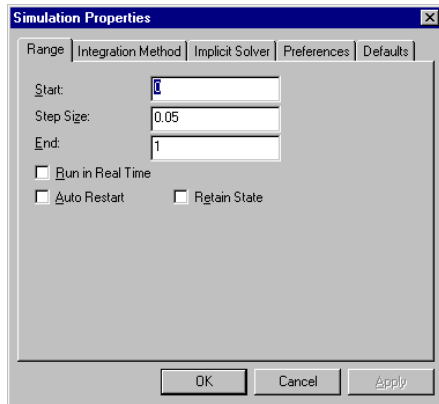 Simulation Properties
Range Integration Method Implicit Solver Preferences Defaults
Start: 0
Step Size: 0.05
End: 1
Run in Real Time
Auto Restart Retain State
OK Cancel Apply